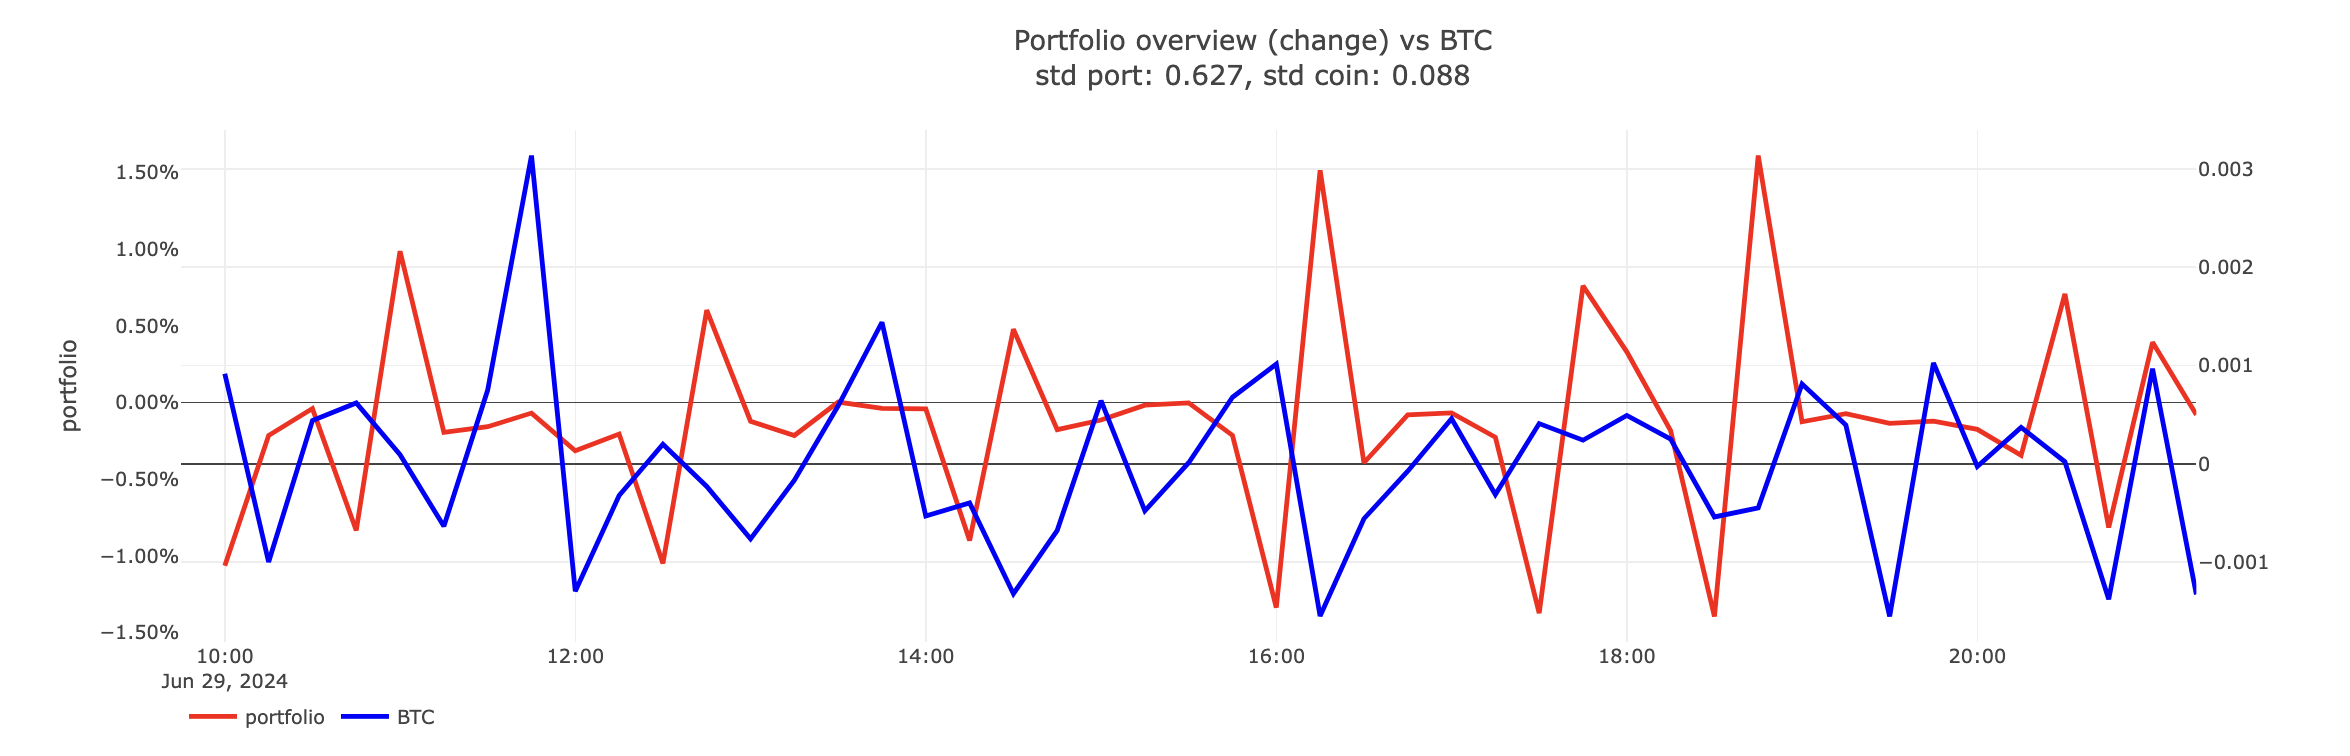 Portfolio overview (change) vs BTC
std port: 0.627, std coin: 0.088
portfolio
1.50%
1.00%
0.50%
0.00%
−0.50%
−1.00%
−1.50%
0.003
0.002
0.001
0
−0.001
10:00 12:00 14:00 16:00 18:00 20:00
Jun 29, 2024
portfolio BTC